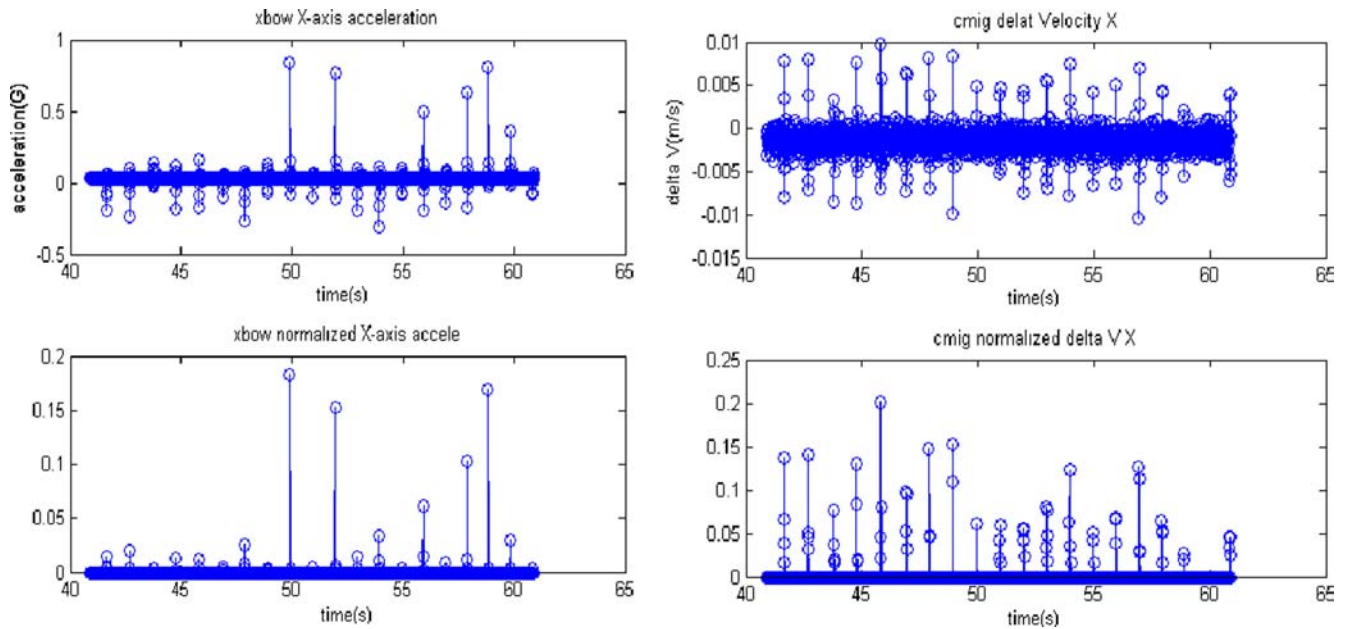 xbow X-axis acceleration
1
0.5
0
-0.5
acceleration(G)
40 45 50 55 60 65
time(s)
cmig delat Velocity X
0.01
0.005
0
-0.005
-0.01
-0.015
delta V(m/s)
40 45 50 55 60 65
time(s)
xbow normalized X-axis accele
0.2
0.15
0.1
0.05
0
40 45 50 55 60 65
time(s)
cmig normalized delta V X
0.25
0.2
0.15
0.1
0.05
0
40 45 50 55 60 65
time(s)